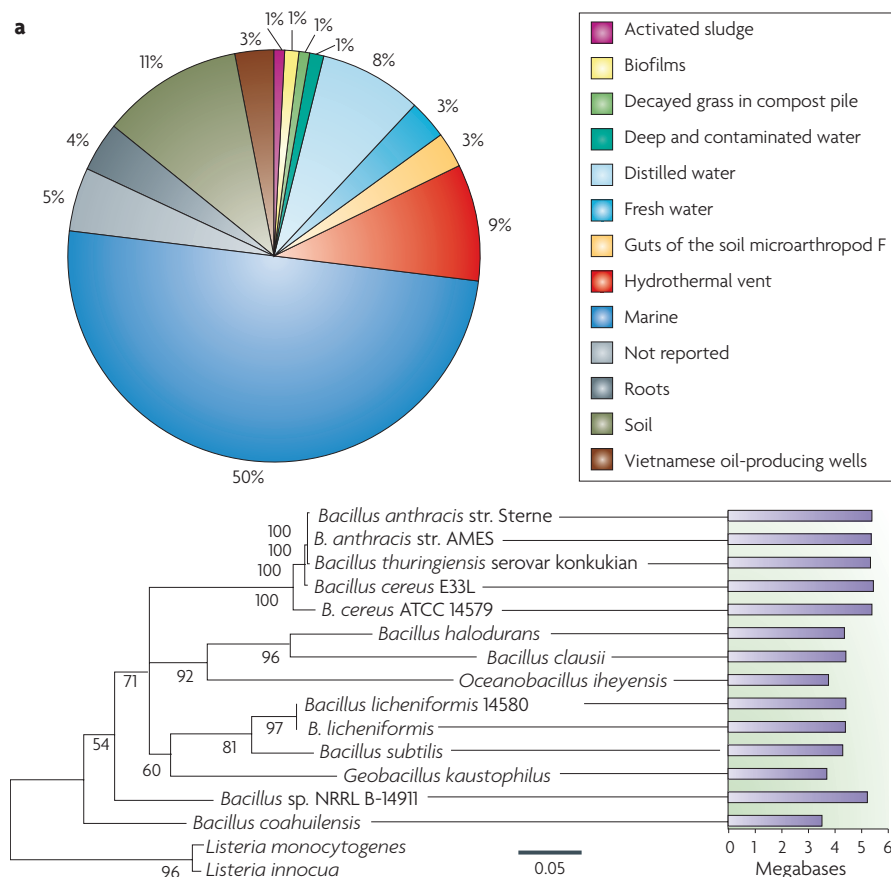 a
1%
1%
1%
1%
8%
3%
3%
9%
50%
5%
4%
11%
3%
Activated sludge
Biofilms
Decayed grass in compost pile
Deep and contaminated water
Distilled water
Fresh water
Guts of the soil microarthropod F
Hydrothermal vent
Marine
Not reported
Roots
Soil
Vietnamese oil-producing wells
Bacillus anthracis str. Sterne
B. anthracis str. AMES
Bacillus thuringiensis serovar konkukian
Bacillus cereus E33L
B. cereus ATCC 14579
Bacillus halodurans
Bacillus clausii
Oceanobacillus iheyensis
Bacillus licheniformis 14580
B. licheniformis
Bacillus subtilis
Geobacillus kaustophilus
Bacillus sp. NRRL B-14911
Bacillus coahuilensis
Listeria monocytogenes
Listeria innocua
100
100
100
100
96
92
71
97
81
60
54
96
0.05
0 1 2 3 4 5 6
Megabases